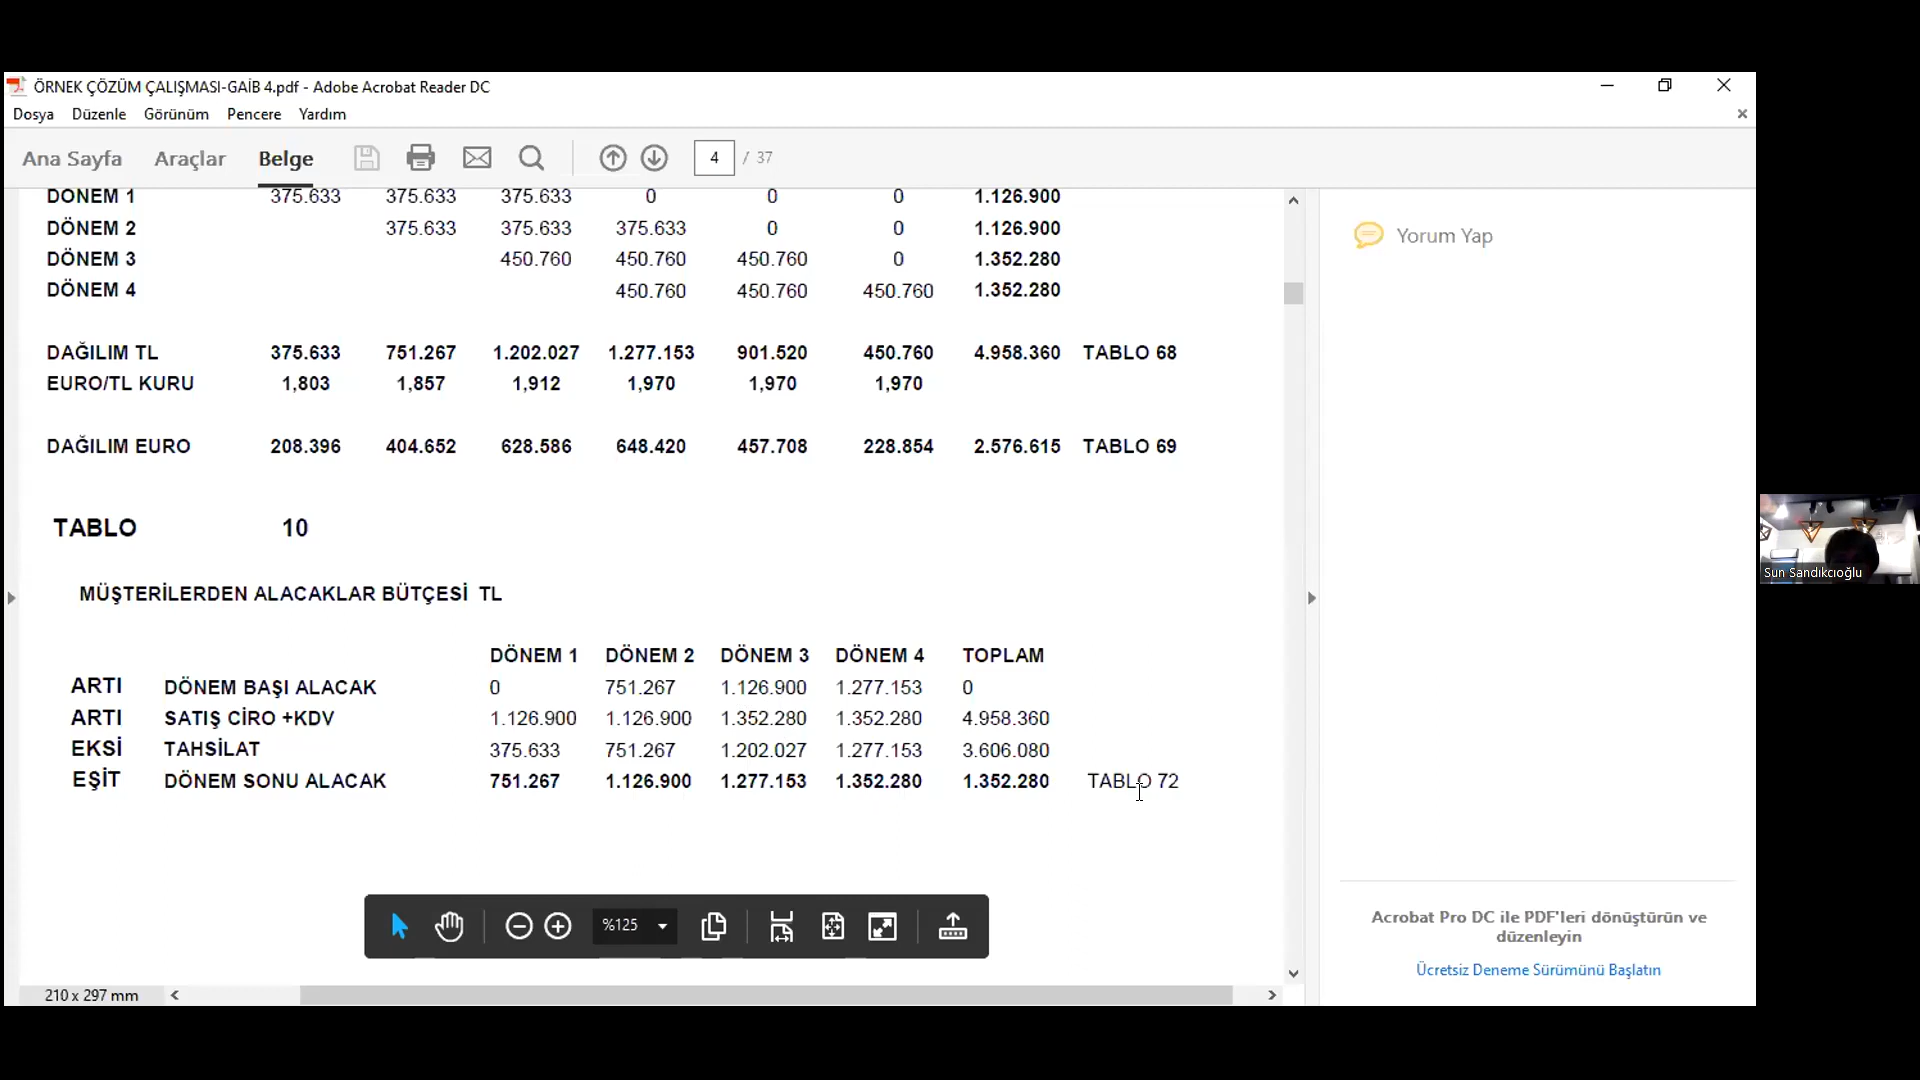 ÖRNEK ÇÖZÜM ÇALIŞMASI-GAİB 4.pdf - Adobe Acrobat Reader DC
Dosya Düzenle Görünüm Pencere Yardım
Ana Sayfa Araçlar Belge 4 / 37
DÖNEM 1 375.633 375.633 375.633 0 0 0 1.126.900
DÖNEM 2 375.633 375.633 375.633 0 0 1.126.900
DÖNEM 3 450.760 450.760 450.760 0 1.352.280
DÖNEM 4 450.760 450.760 450.760 1.352.280
DAĞILIM TL 375.633 751.267 1.202.027 1.277.153 901.520 450.760 4.958.360 TABLO 68
EURO/TL KURU 1,803 1,857 1,912 1,970 1,970 1,970
DAĞILIM EURO 208.396 404.652 628.586 648.420 457.708 228.854 2.576.615 TABLO 69
TABLO 10
MÜŞTERİLERDEN ALACAKLAR BÜTÇESİ TL
DÖNEM 1 DÖNEM 2 DÖNEM 3 DÖNEM 4 TOPLAM
ARTI DÖNEM BAŞI ALACAK 0 751.267 1.126.900 1.277.153 0
ARTI SATIŞ CİRO +KDV 1.126.900 1.126.900 1.352.280 1.352.280 4.958.360
EKSİ TAHSİLAT 375.633 751.267 1.202.027 1.277.153 3.606.080
EŞİT DÖNEM SONU ALACAK 751.267 1.126.900 1.277.153 1.352.280 1.352.280 TABLO 72
%125
210 x 297 mm
Yorum Yap
Acrobat Pro DC ile PDF'leri dönüştürün ve
düzenleyin
Ücretsiz Deneme Sürümünü Başlatın
Sun Sandıkcıoğlu